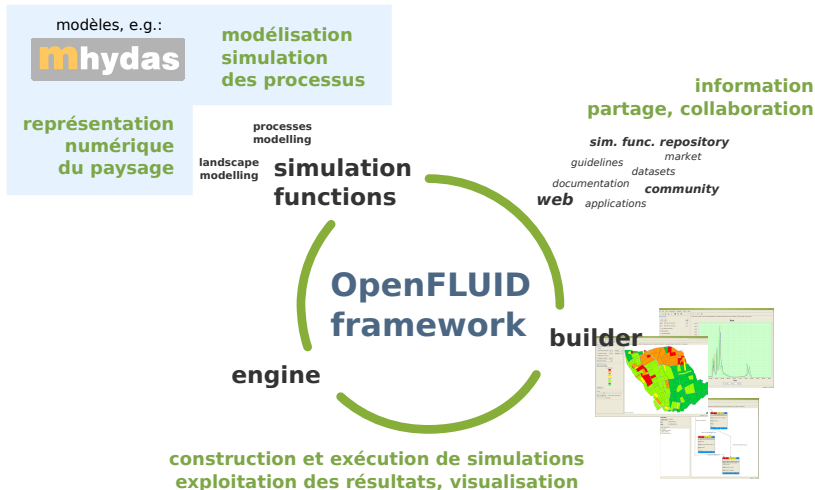 modèles, e.g.:
mhydas
modélisation
simulation
des processus
représentation
numérique
du paysage
processes
modelling
landscape
modelling
simulation
functions
information
partage, collaboration
sim. func. repository
market
guidelines
datasets
documentation
community
web
applications
OpenFLUID
framework
builder
engine
construction et exécution de simulations
exploitation des résultats, visualisation